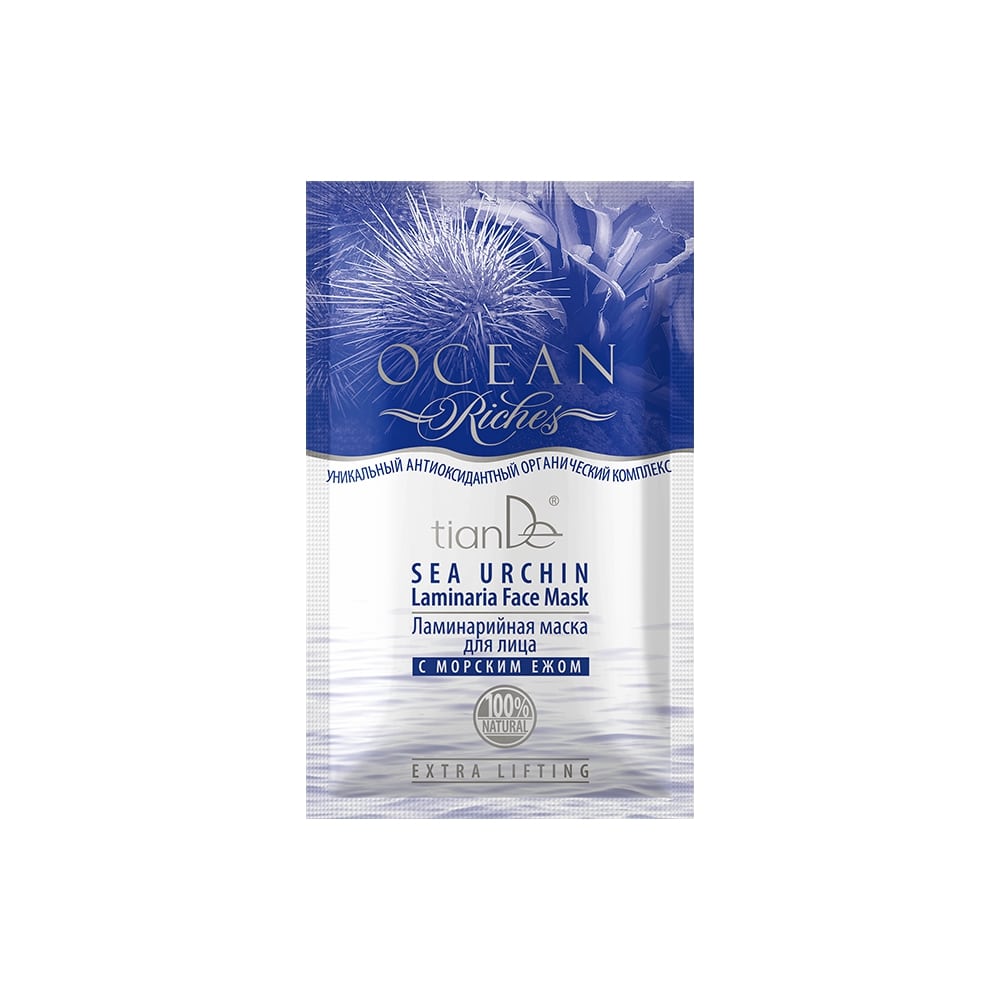 OCEAN
Riches
УНИКАЛЬНЫЙ АНТИОКСИДАНТНЫЙ ОРГАНИЧЕСКИЙ КОМПЛЕКС
tianDe®
SEA URCHIN
Laminaria Face Mask
Ламинарийная маска
для лица
С МОРСКИМ ЕЖОМ
100%
NATURAL
EXTRA LIFTING